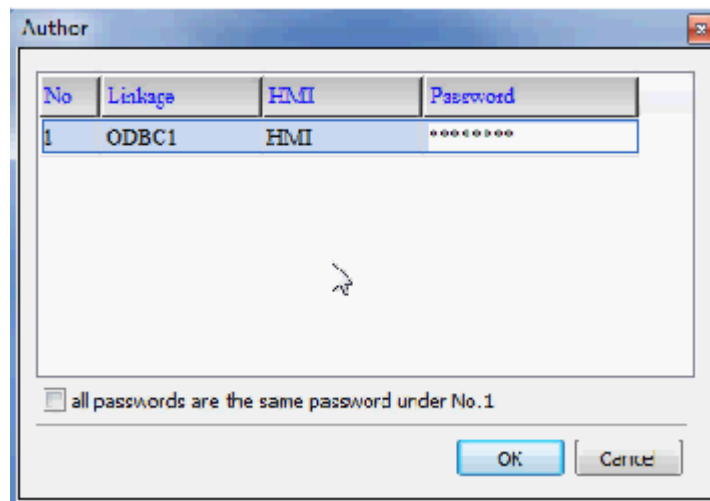 Author
No Linkage HMI Password
1 ODBC1 HMI ********
all passwords are the same password under No.1
OK Cancel